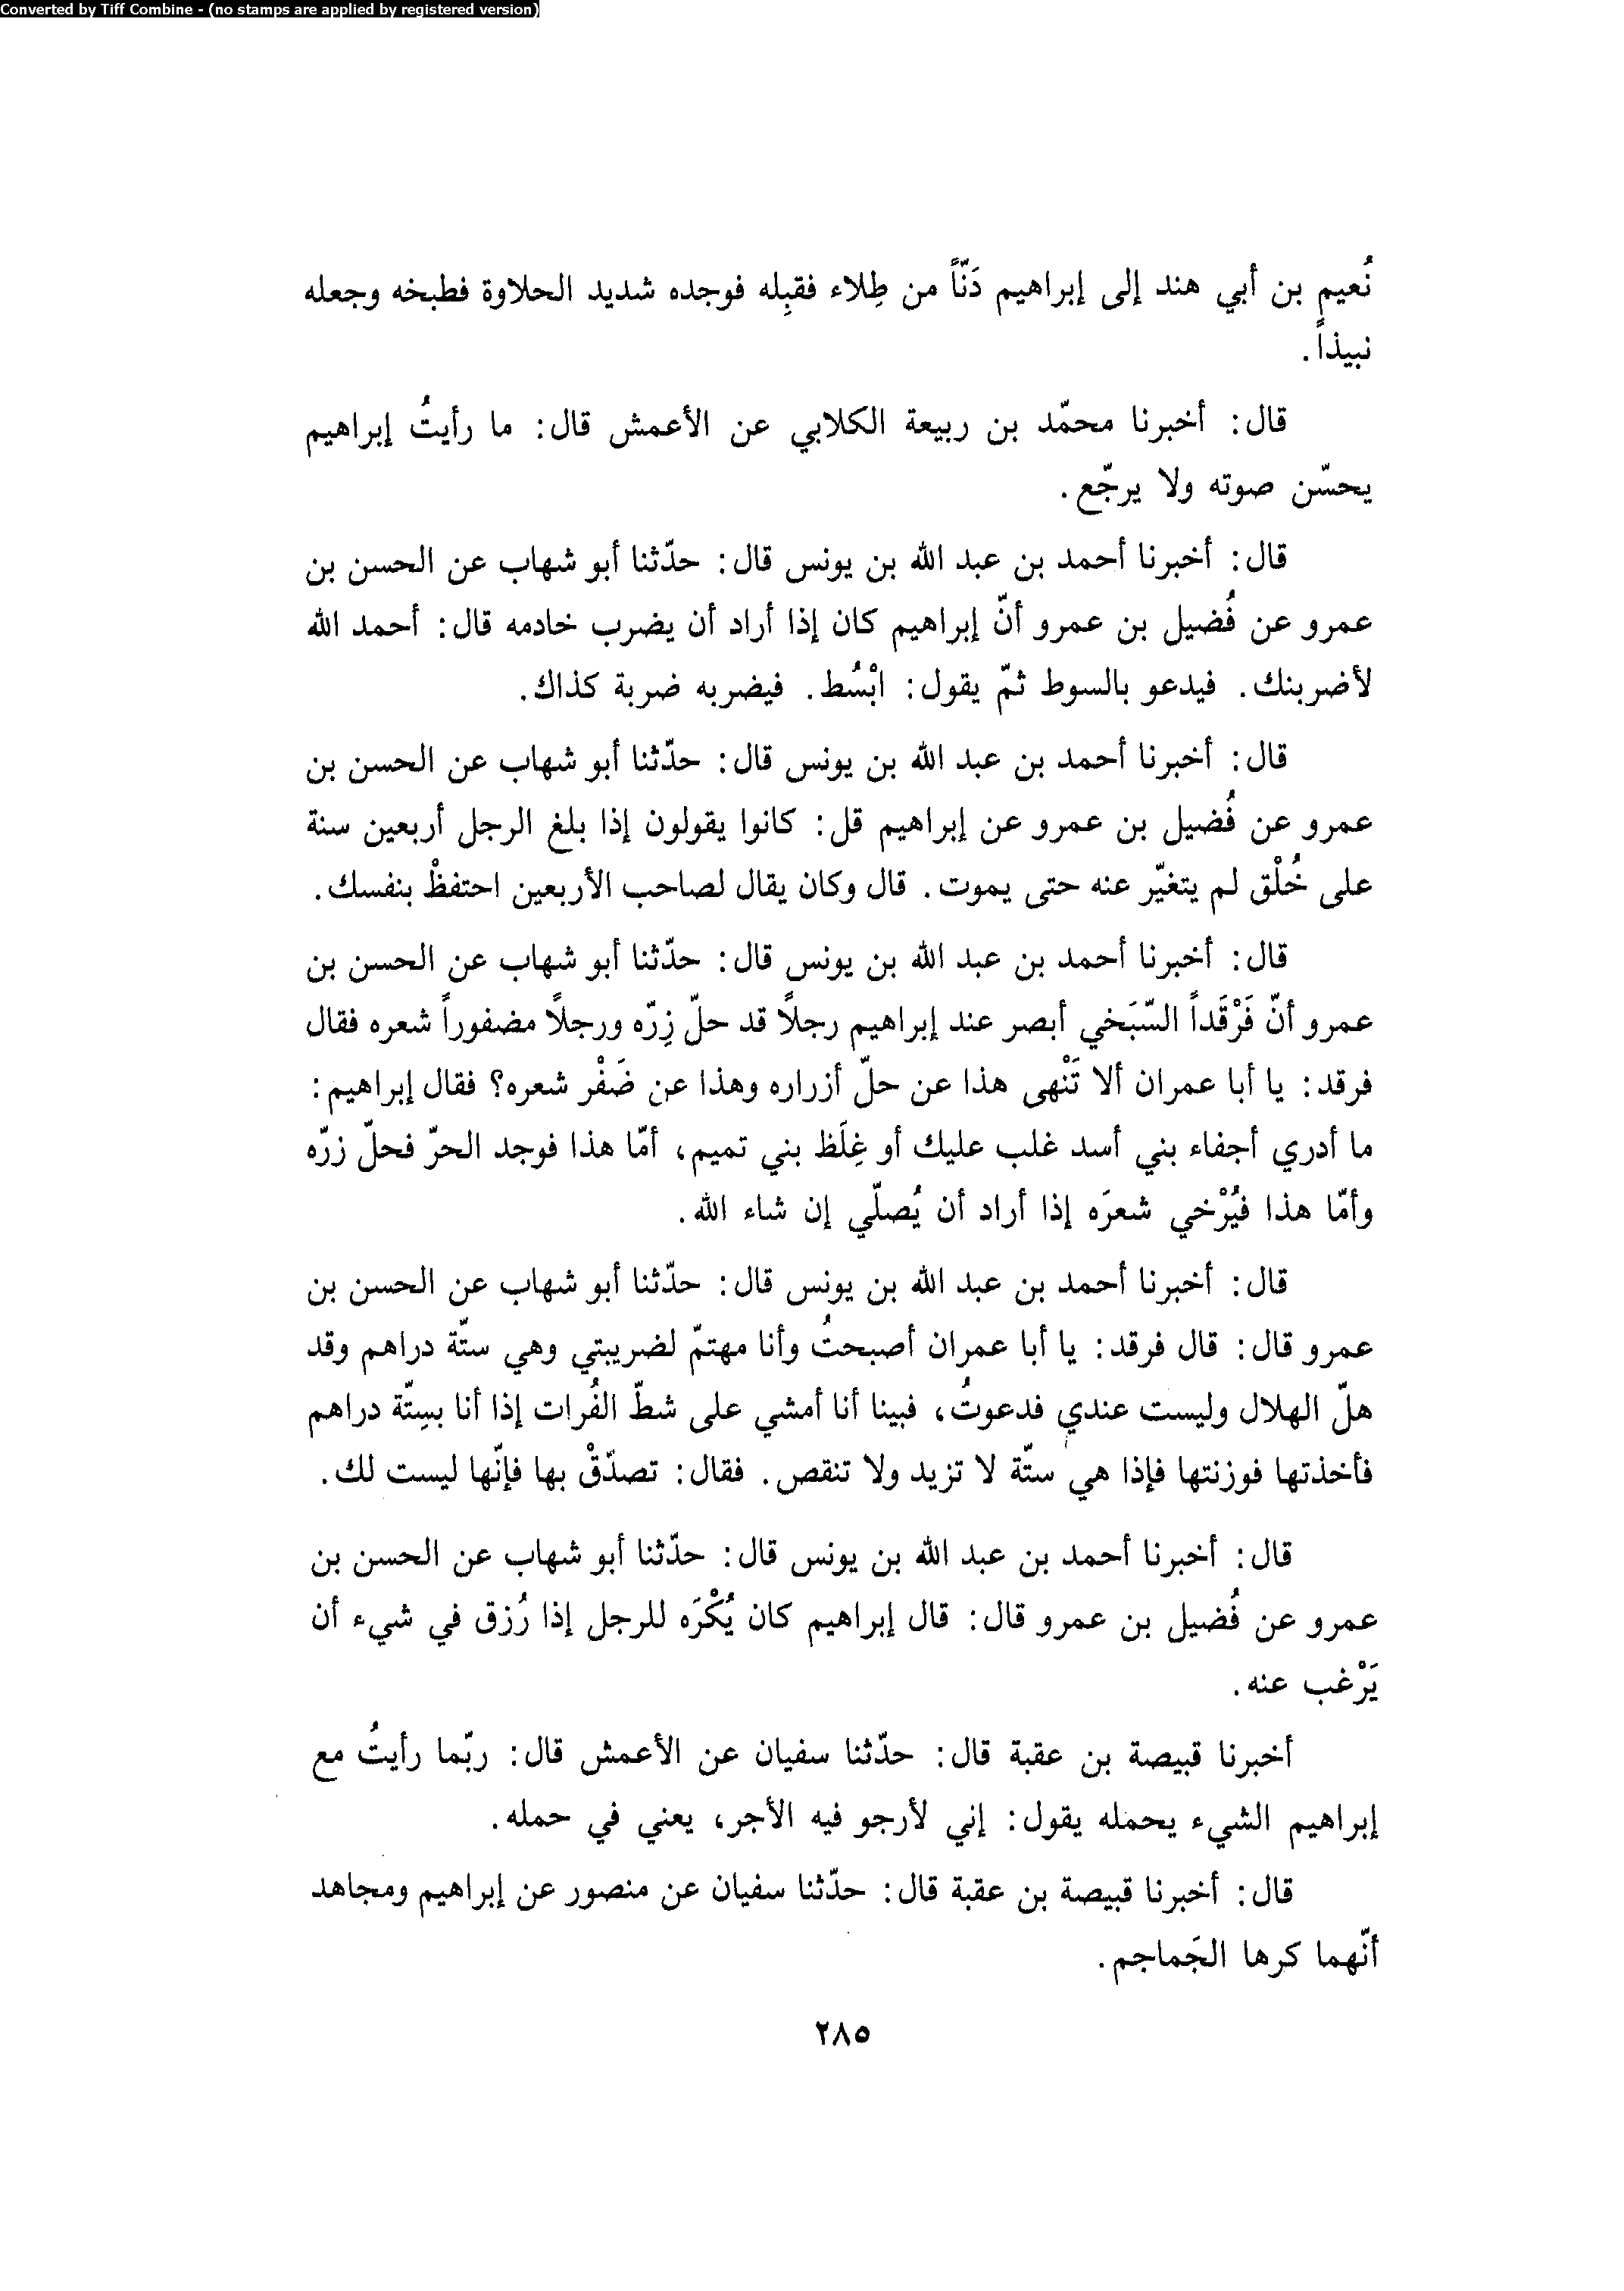 Converted by Tiff Combine - (no stamps are applied by registered version)
نُعيم بن أبي هند إلى إبراهيم دَنّاً من طِلاء فقبِله فوجده شديد الحلاوة فطبخه وجعله
نبيذاً.
قال: أخبرنا محمّد بن ربيعة الكلابي عن الأعمش قال: ما رأيتُ إبراهيم
يحسّن صوته ولا يرجّع.
قال: أخبرنا أحمد بن عبد الله بن يونس قال: حدّثنا أبو شهاب عن الحسن بن
عمرو عن فُضيل بن عمرو أنّ إبراهيم كان إذا أراد أن يضرب خادمه قال: أحمد الله
لأضربنك. فيدعو بالسوط ثمّ يقول: ابْسُط. فيضربه ضربة كذاك.
قال: أخبرنا أحمد بن عبد الله بن يونس قال: حدّثنا أبو شهاب عن الحسن بن
عمرو عن فُضيل بن عمرو عن إبراهيم قل: كانوا يقولون إذا بلغ الرجل أربعين سنة
على خُلْق لم يتغيّر عنه حتى يموت. قال وكان يقال لصاحب الأربعين احتفظْ بنفسك.
قال: أخبرنا أحمد بن عبد الله بن يونس قال: حدّثنا أبو شهاب عن الحسن بن
عمرو أنّ فَرْقَداً السّبَخي أبصر عند إبراهيم رجلاً قد حلّ زِرّه ورجلاً مضفوراً شعره فقال
فرقد: يا أبا عمران ألا تَنْهى هذا عن حلّ أزراره وهذا عن ضَفْر شعره؟ فقال إبراهيم:
ما أدري أجفاء بني أسد غلب عليك أو غِلَظ بني تميم، أمّا هذا فوجد الحرّ فحلّ زرّه
وأمّا هذا فيُرْخي شعرَه إذا أراد أن يُصلّي إن شاء الله.
قال: أخبرنا أحمد بن عبد الله بن يونس قال: حدّثنا أبو شهاب عن الحسن بن
عمرو قال: قال فرقد: يا أبا عمران أصبحتُ وأنا مهتمّ لضريبتي وهي ستّة دراهم وقد
هلّ الهلال وليست عندي فدعوتُ، فبينا أنا أمشي على شطّ الفُرات إذا أنا بسِتّة دراهم
فأخذتها فوزنتها فإذا هي ستّة لا تزيد ولا تنقص. فقال: تصدّقْ بها فإنّها ليست لك.
قال: أخبرنا أحمد بن عبد الله بن يونس قال: حدّثنا أبو شهاب عن الحسن بن
عمرو عن فُضيل بن عمرو قال: قال إبراهيم كان يُكْرَه للرجل إذا رُزق في شيء أن
يَرْغب عنه.
أخبرنا قبيصة بن عقبة قال: حدّثنا سفيان عن الأعمش قال: ربّما رأيتُ مع
إبراهيم الشيء يحمله يقول: إني لأرجو فيه الأجر، يعني في حمله.
قال: أخبرنا قبيصة بن عقبة قال: حدّثنا سفيان عن منصور عن إبراهيم ومجاهد
أنّهما كرها الجَماجم.
٢٨٥